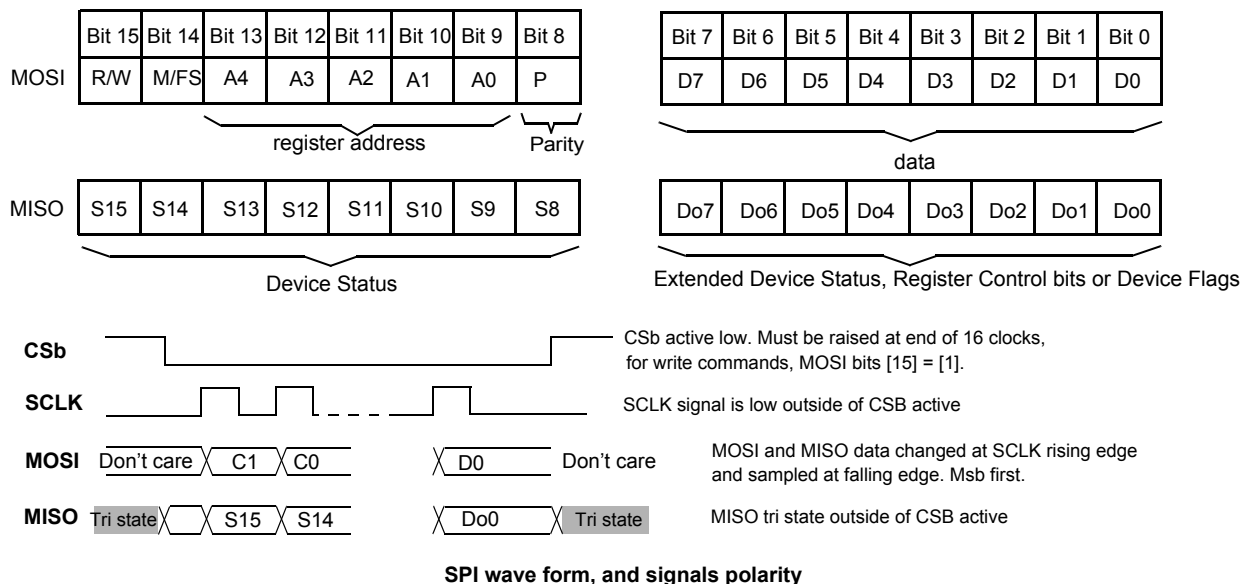 Bit 15 Bit 14 Bit 13 Bit 12 Bit 11 Bit 10 Bit 9 Bit 8 Bit 7 Bit 6 Bit 5 Bit 4 Bit 3 Bit 2 Bit 1 Bit 0
MOSI R/W M/FS A4 A3 A2 A1 A0 P D7 D6 D5 D4 D3 D2 D1 D0
register address Parity
data
MISO S15 S14 S13 S12 S11 S10 S9 S8 Do7 Do6 Do5 Do4 Do3 Do2 Do1 Do0
Device Status
Extended Device Status, Register Control bits or Device Flags
CSb
CSb active low. Must be raised at end of 16 clocks,
for write commands, MOSI bits [15] = [1].
SCLK
SCLK signal is low outside of CSB active
MOSI Don't care C1 C0 D0 Don't care
MOSI and MISO data changed at SCLK rising edge
and sampled at falling edge. Msb first.
MISO Tri state S15 S14 Do0 Tri state
MISO tri state outside of CSB active
SPI wave form, and signals polarity